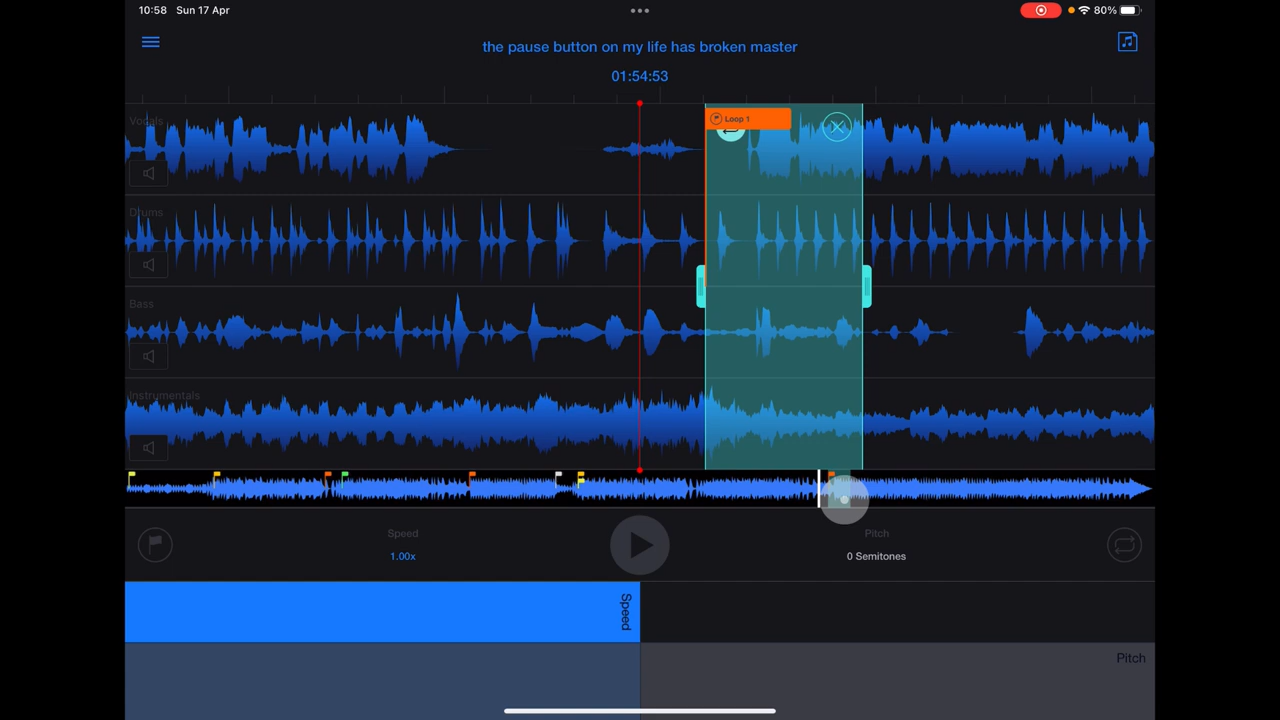 10:58 Sun 17 Apr
80%
the pause button on my life has broken master
01:54:53
Vocals
Loop 1
Drums
Bass
Instrumentals
Speed
1.00x
Pitch
0 Semitones
Speed
Pitch